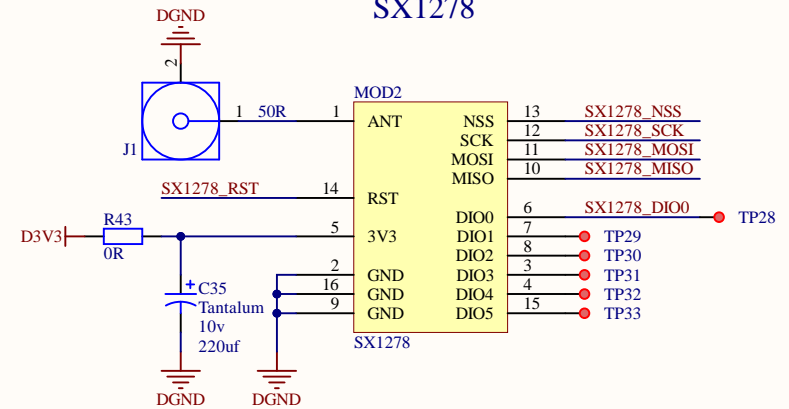 SX1278
DGND
2
MOD2
1 50R 1 ANT
J1
NSS 13 SX1278_NSS
SCK 12 SX1278_SCK
MOSI 11 SX1278_MOSI
MISO 10 SX1278_MISO
SX1278_RST 14 RST
DIO0 6 SX1278_DIO0 TP28
D3V3 R43 5 3V3 DIO1 7 TP29
0R
DIO2 8 TP30
2 GND DIO3 3 TP31
16 GND DIO4 4 TP32
9 GND DIO5 15 TP33
+ C35
Tantalum
10v
220uf
SX1278
DGND DGND